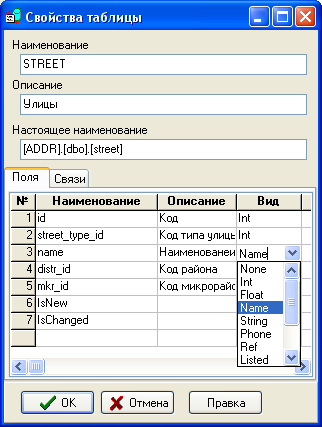 Свойства таблицы
Наименование
STREET
Описание
Улицы
Настоящее наименование
[ADDR].[dbo].[street]
Поля Связи
№ Наименование Описание Вид
1 id Код Int
2 street_type_id Код типа улицы Int
3 name Наименовaние Name
4 distr_id Код района
5 mkr_id Код микрорайо
6 IsNew
7 IsChanged
None
Int
Float
Name
String
Phone
Ref
Listed
OK Отмена Правка